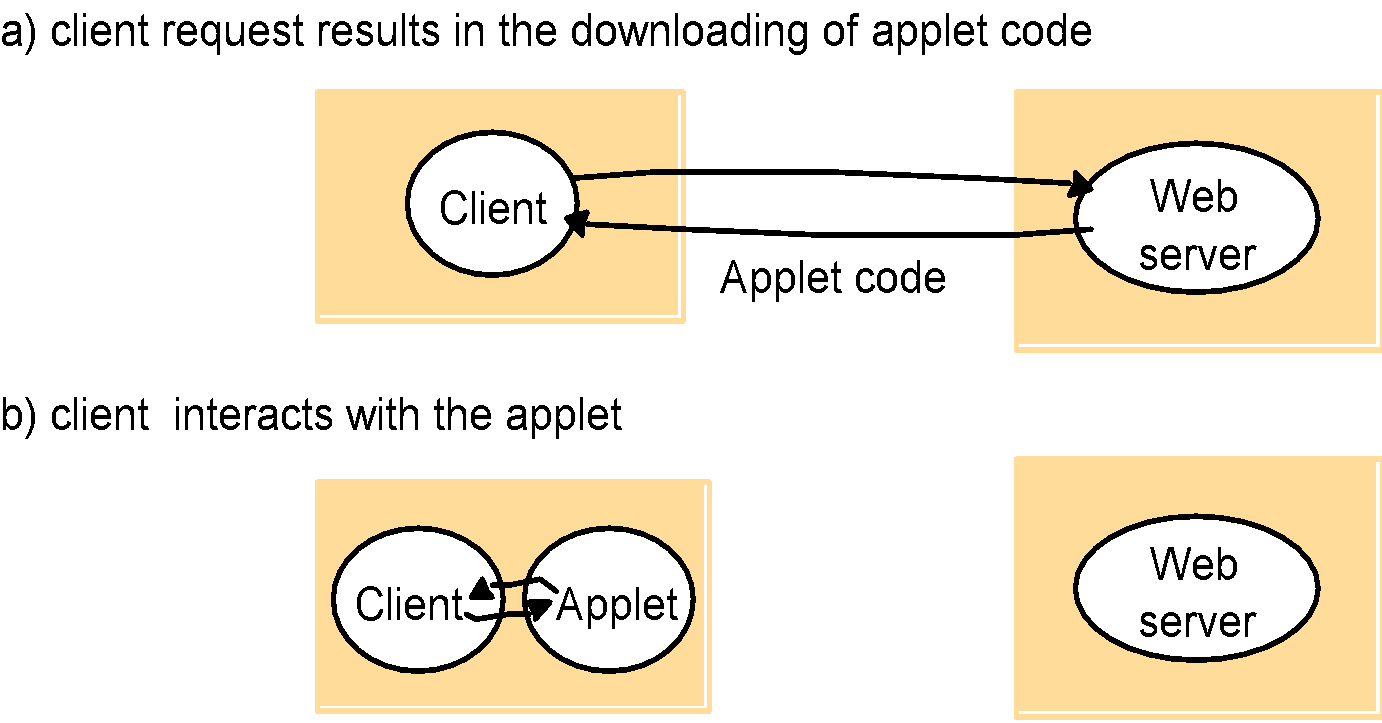 a) client request results in the downloading of applet code
Client
Web
server
Applet code
b) client  interacts with the applet
Client
Applet
Web
server